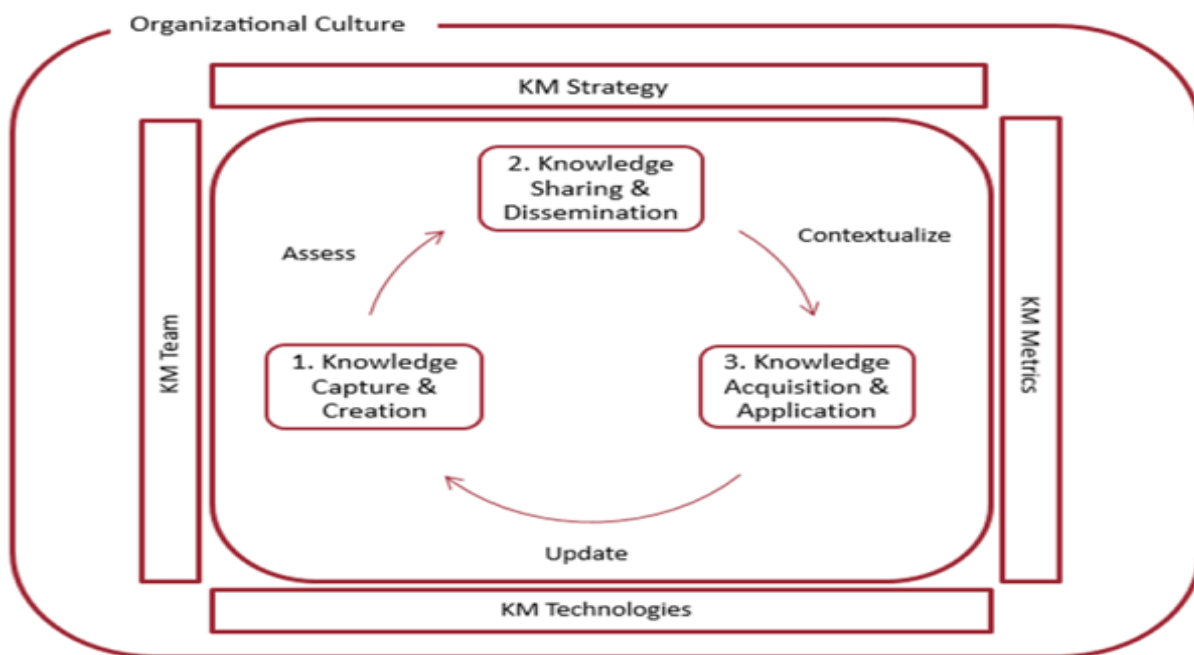 Organizational Culture
KM Strategy
2. Knowledge
Sharing &
Dissemination
Assess
Contextualize
KM Team
1. Knowledge
Capture &
Creation
3. Knowledge
Acquisition &
Application
KM Metrics
Update
KM Technologies